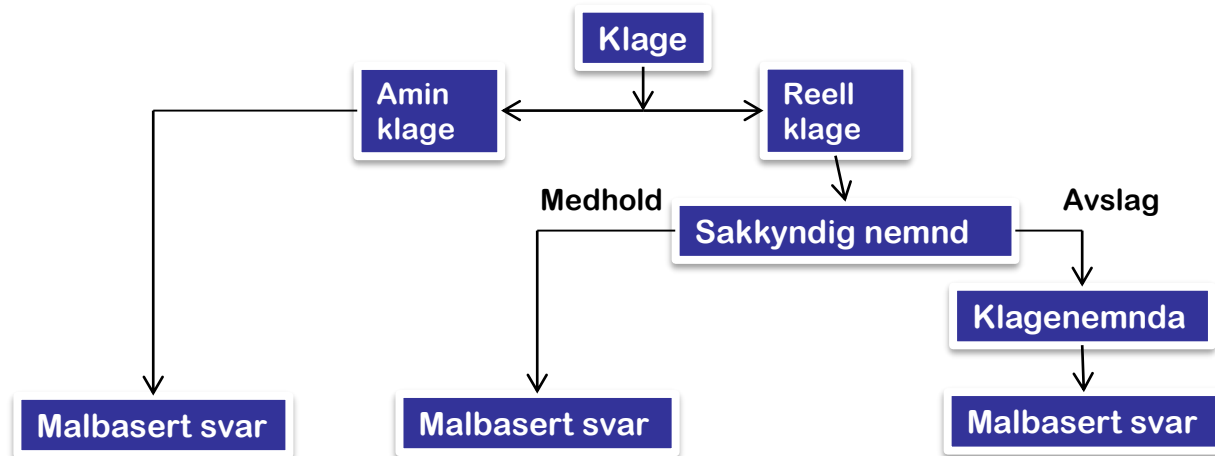 Klage
Amin
klage
Reell
klage
Medhold
Avslag
Sakkyndig nemnd
Klagenemnda
Malbasert svar
Malbasert svar
Malbasert svar